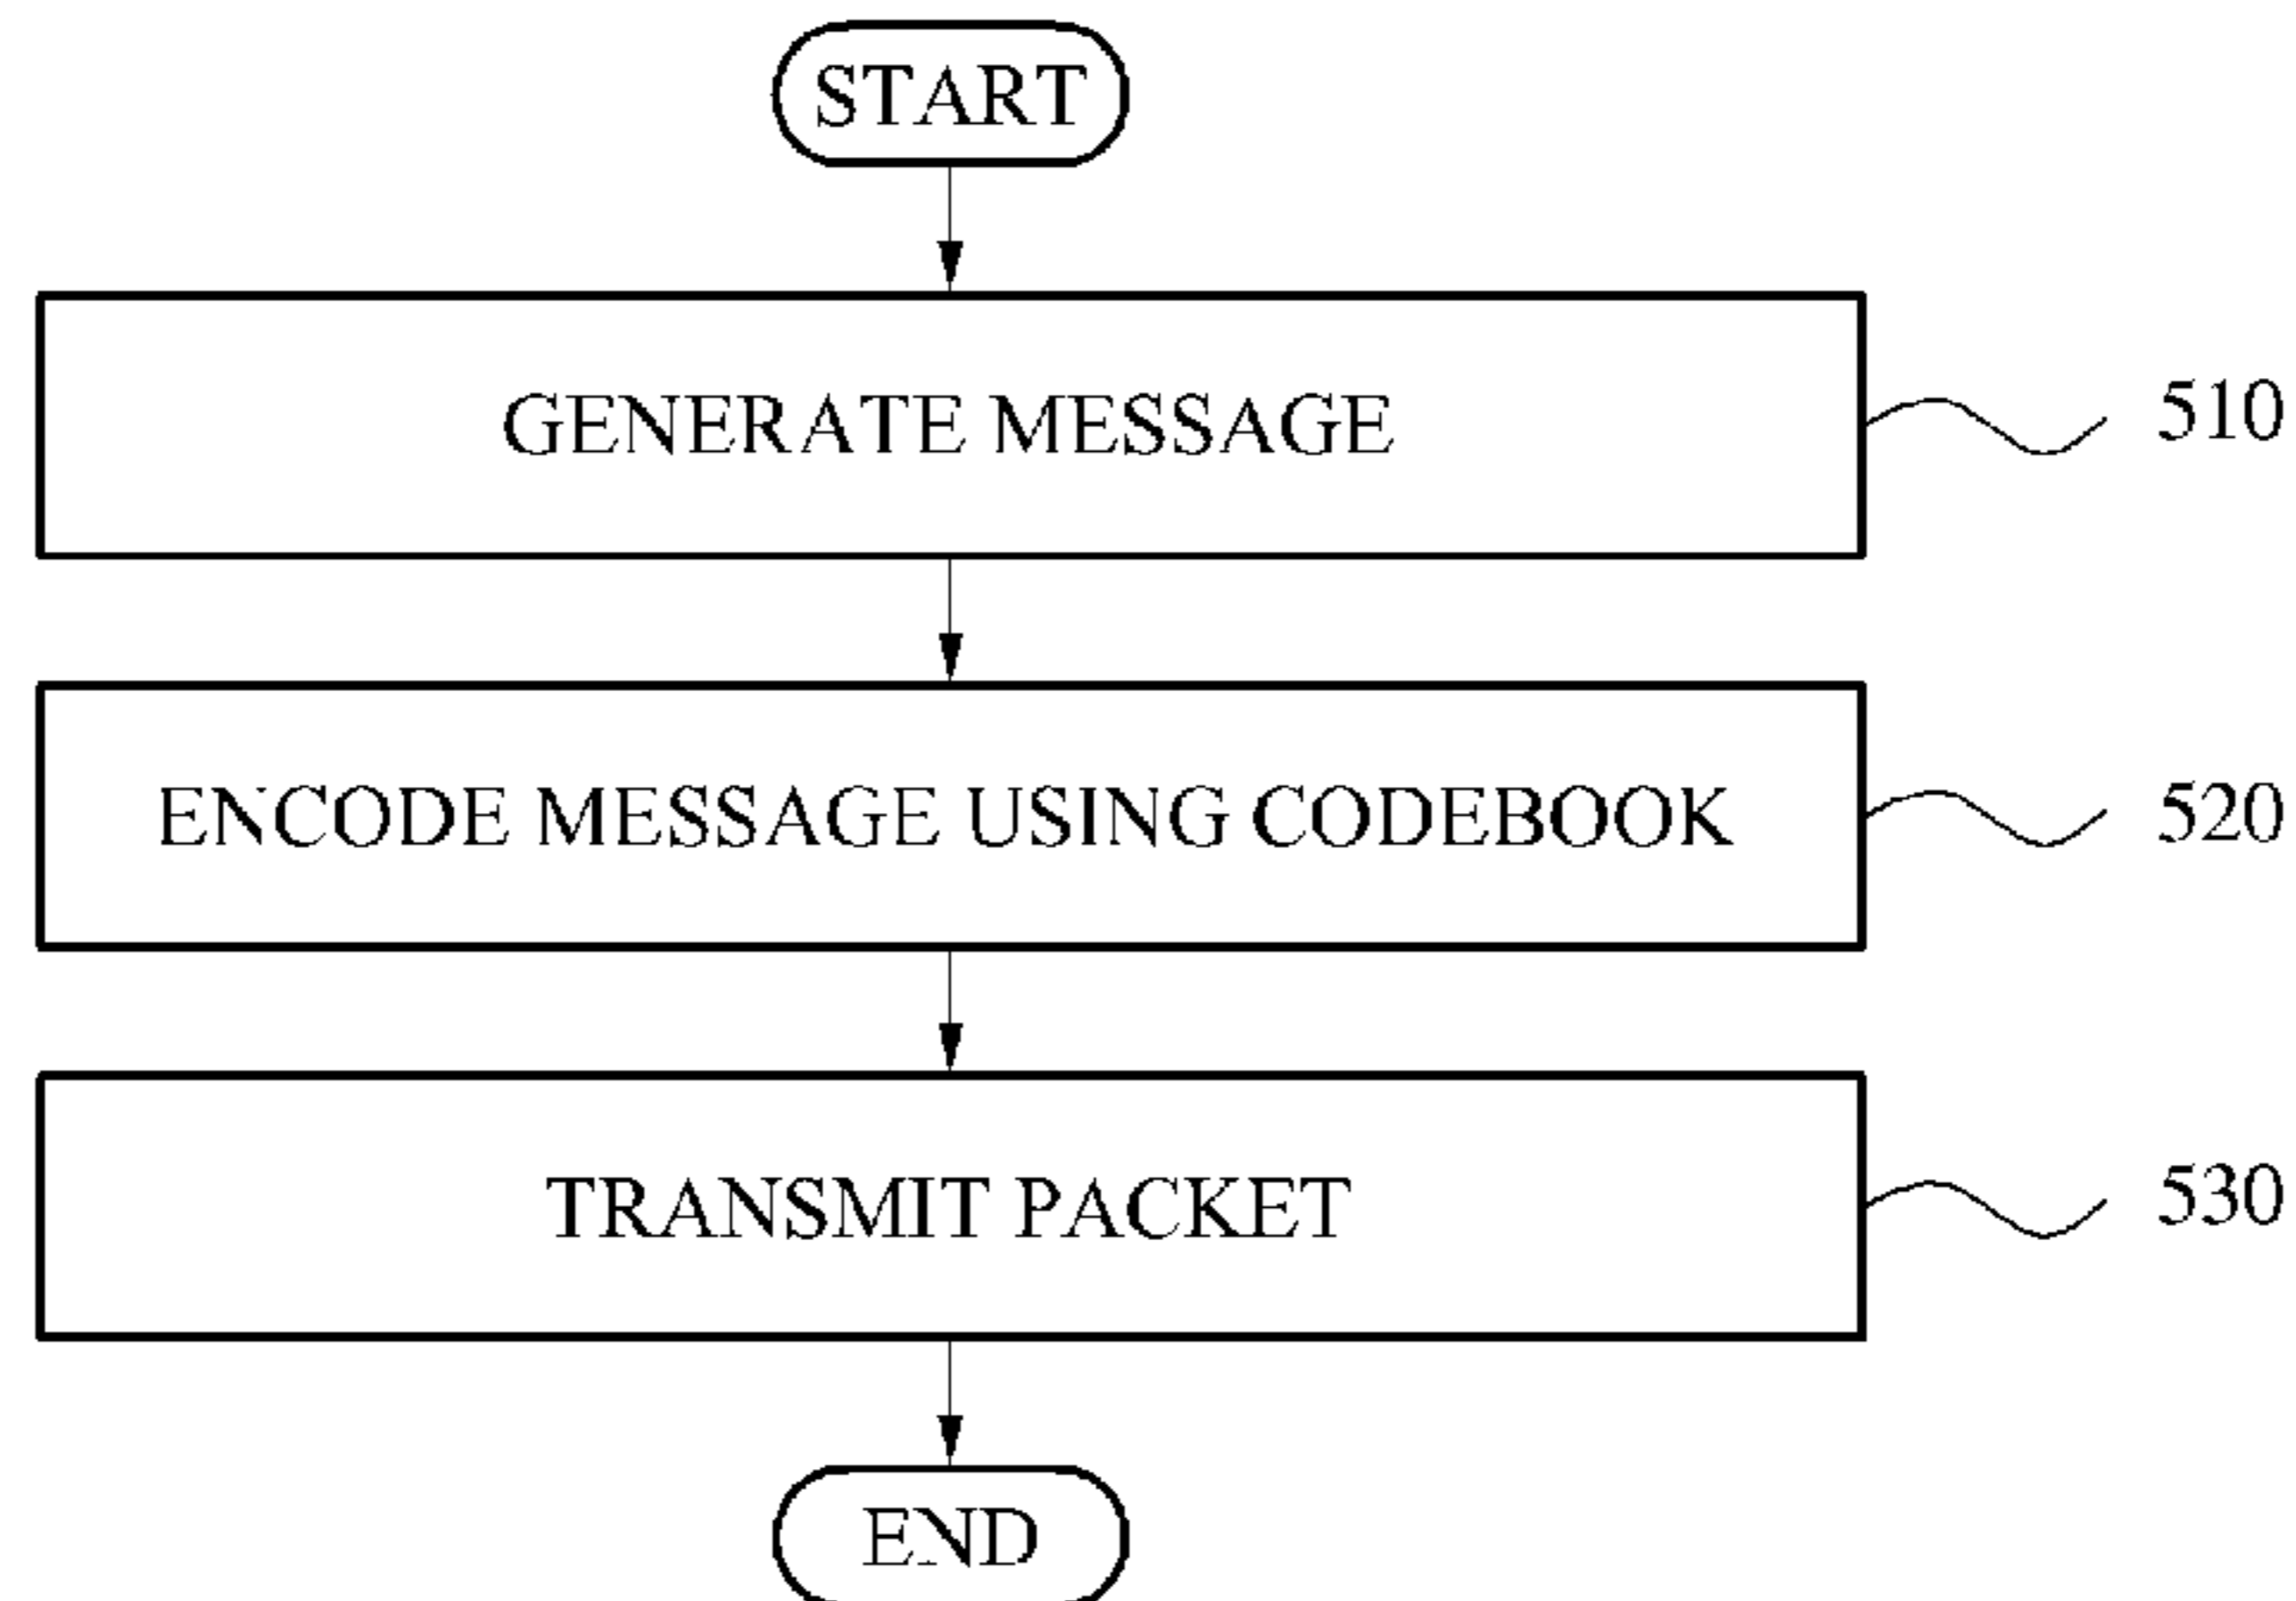 START
GENERATE MESSAGE
510
ENCODE MESSAGE USING CODEBOOK
520
TRANSMIT PACKET
530
END